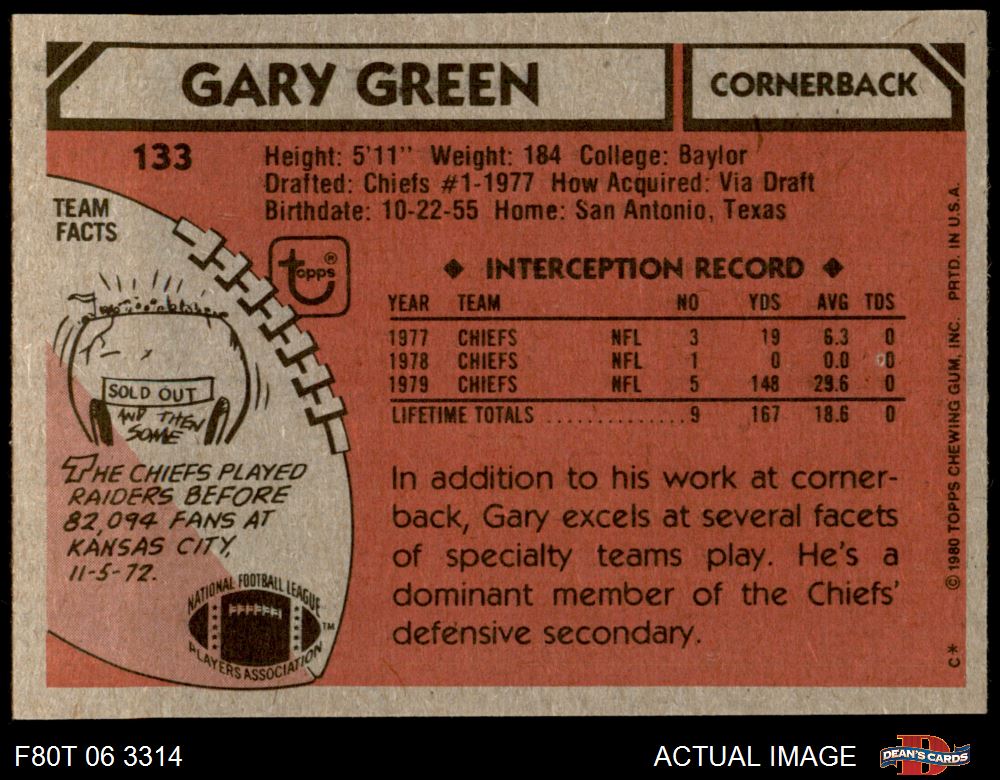 GARY GREEN
CORNERBACK
133
Height: 5'11" Weight: 184 College: Baylor
Drafted: Chiefs #1-1977 How Acquired: Via Draft
Birthdate: 10-22-55 Home: San Antonio, Texas
TEAM
FACTS
Topps®
SOLD OUT
AND THEN
SOME
THE CHIEFS PLAYED
RAIDERS BEFORE
82,094 FANS AT
KANSAS CITY,
11-5-72.
NATIONAL FOOTBALL LEAGUE
PLAYERS ASSOCIATION
TM
◆ INTERCEPTION RECORD ◆
YEAR TEAM NO YDS AVG TDS
1977 CHIEFS NFL 3 19 6.3 0
1978 CHIEFS NFL 1 0 0.0 0
1979 CHIEFS NFL 5 148 29.6 0
LIFETIME TOTALS . . . . . . . . . . . . 9 167 18.6 0
In addition to his work at corner-
back, Gary excels at several facets
of specialty teams play. He's a
dominant member of the Chiefs'
defensive secondary.
C* © 1980 TOPPS CHEWING GUM, INC. PRTD. IN U.S.A.
F80T 06 3314
ACTUAL IMAGE
DEAN'S CARDS